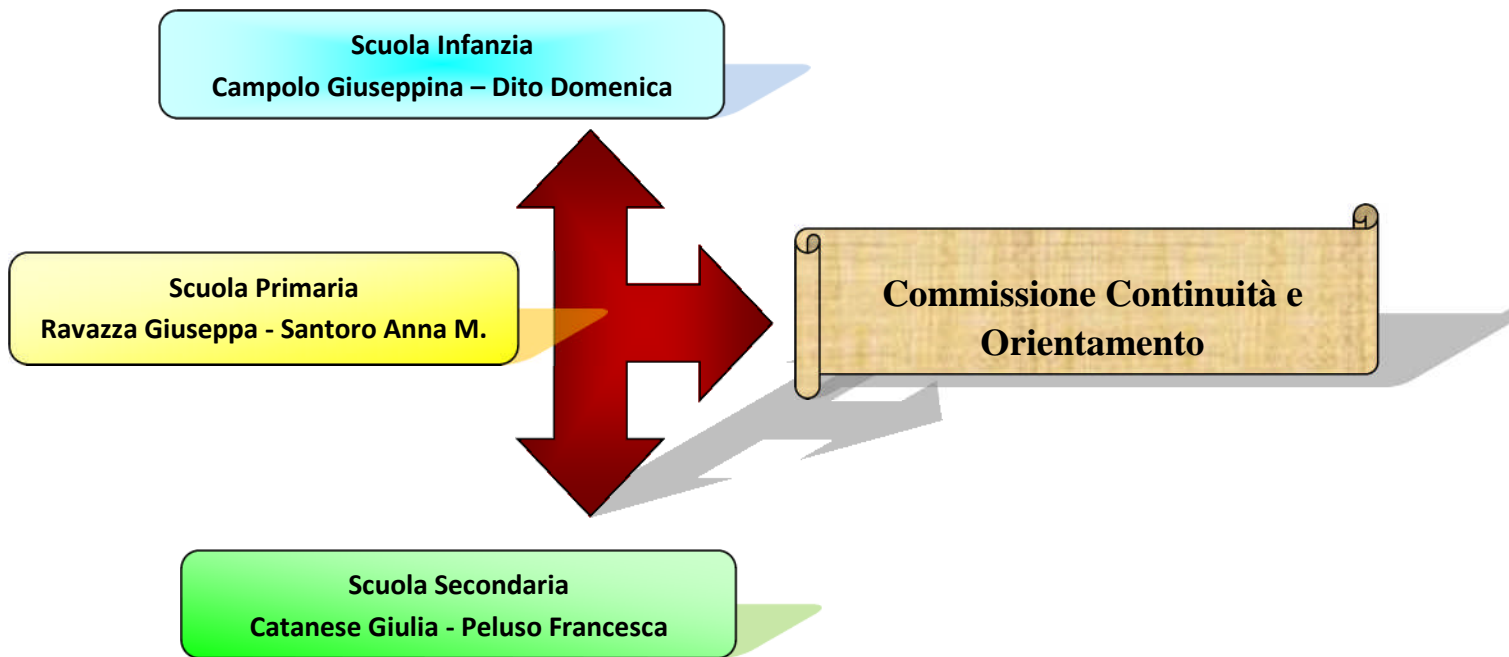 Scuola Infanzia
Campolo Giuseppina – Dito Domenica
Scuola Primaria
Ravazza Giuseppa - Santoro Anna M.
Commissione Continuità e
Orientamento
Scuola Secondaria
Catanese Giulia - Peluso Francesca